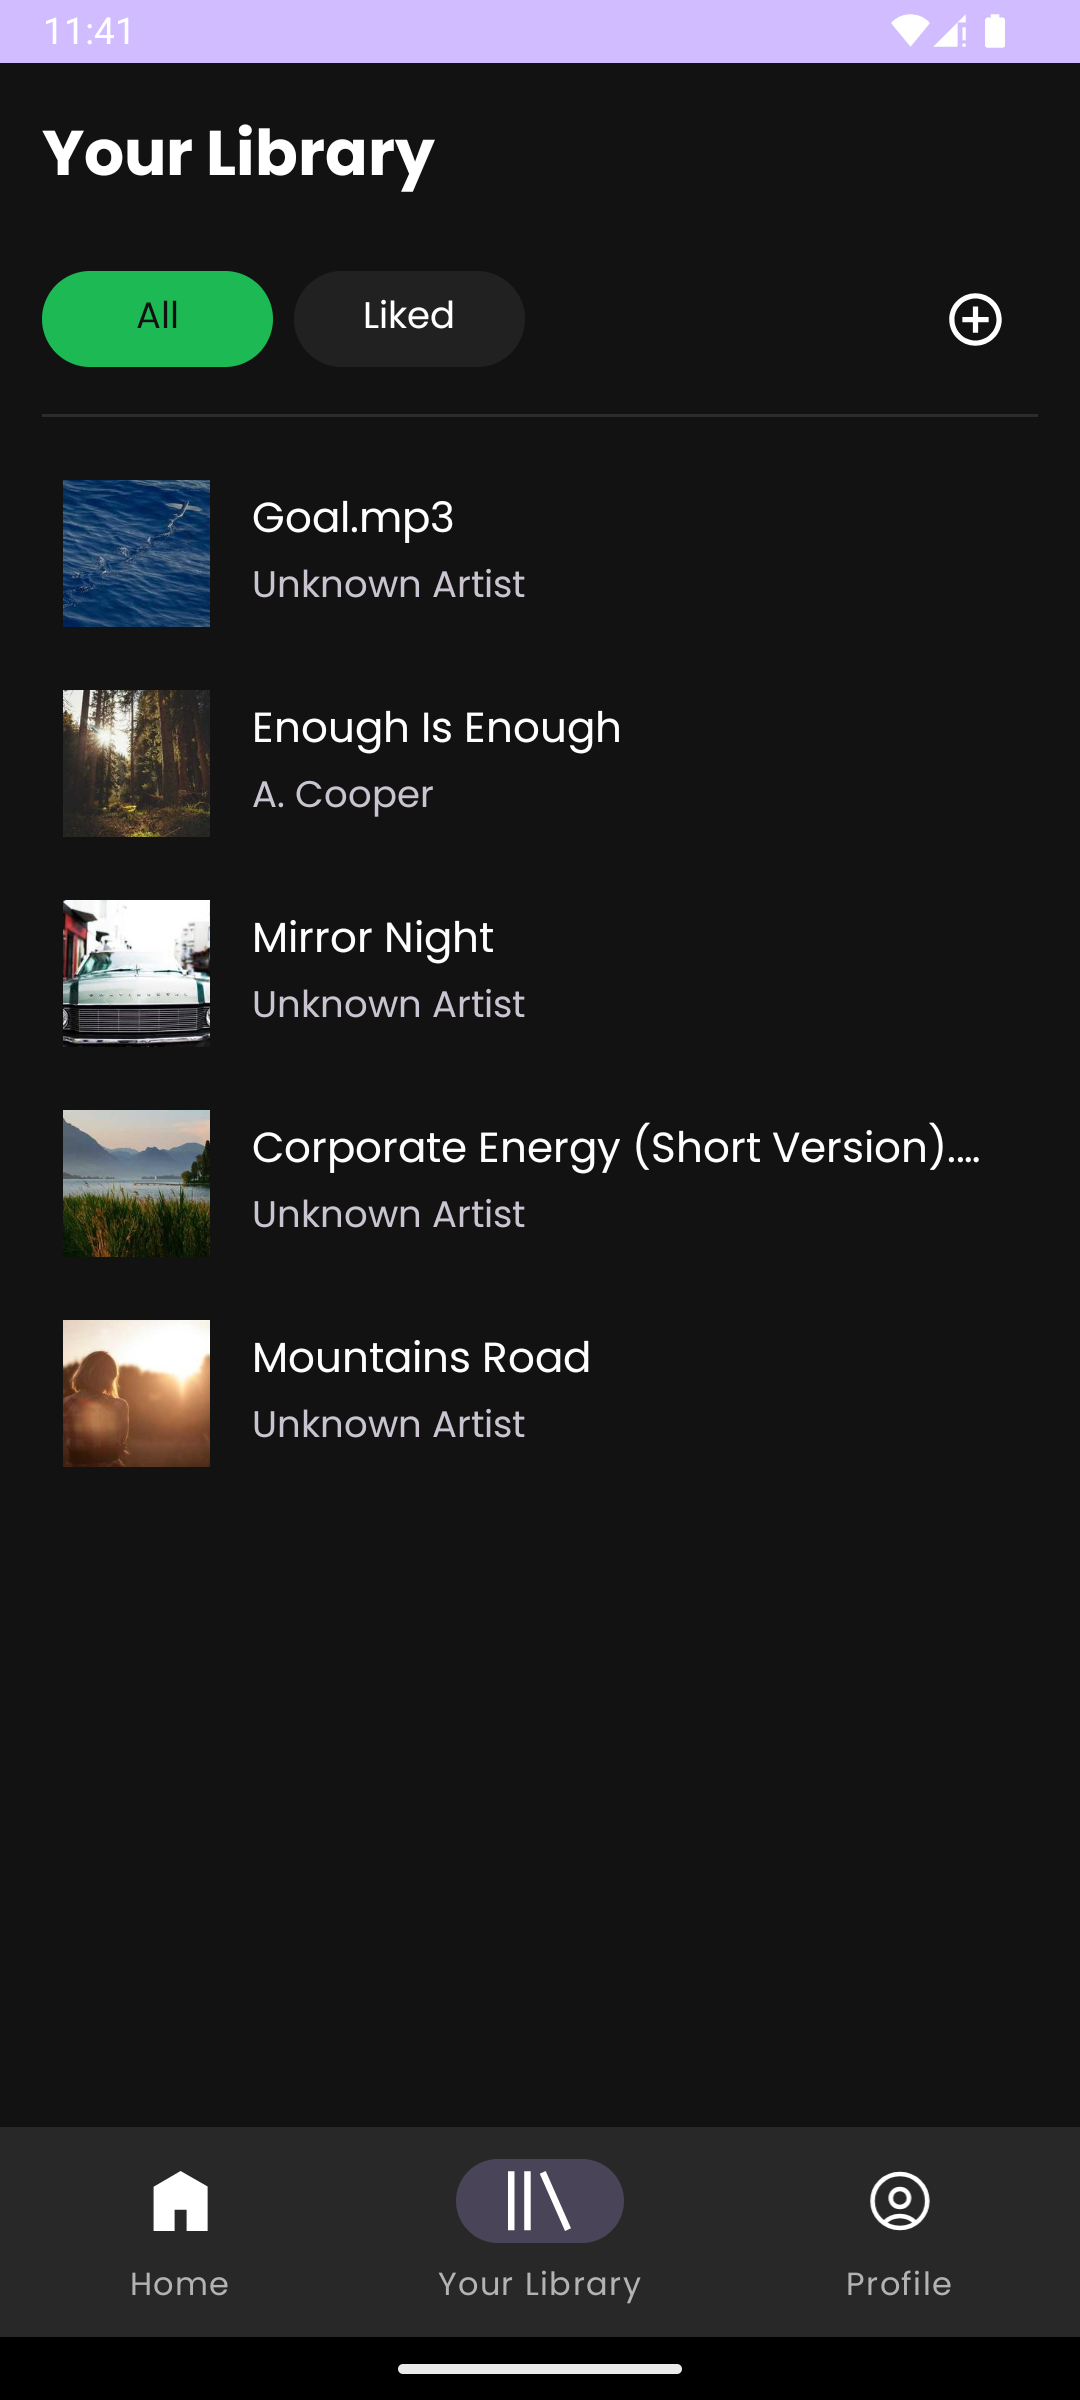 11:41
Your Library
All
Liked
Goal.mp3
Unknown Artist
Enough Is Enough
A. Cooper
Mirror Night
Unknown Artist
Corporate Energy (Short Version)....
Unknown Artist
Mountains Road
Unknown Artist
Home
Your Library
Profile